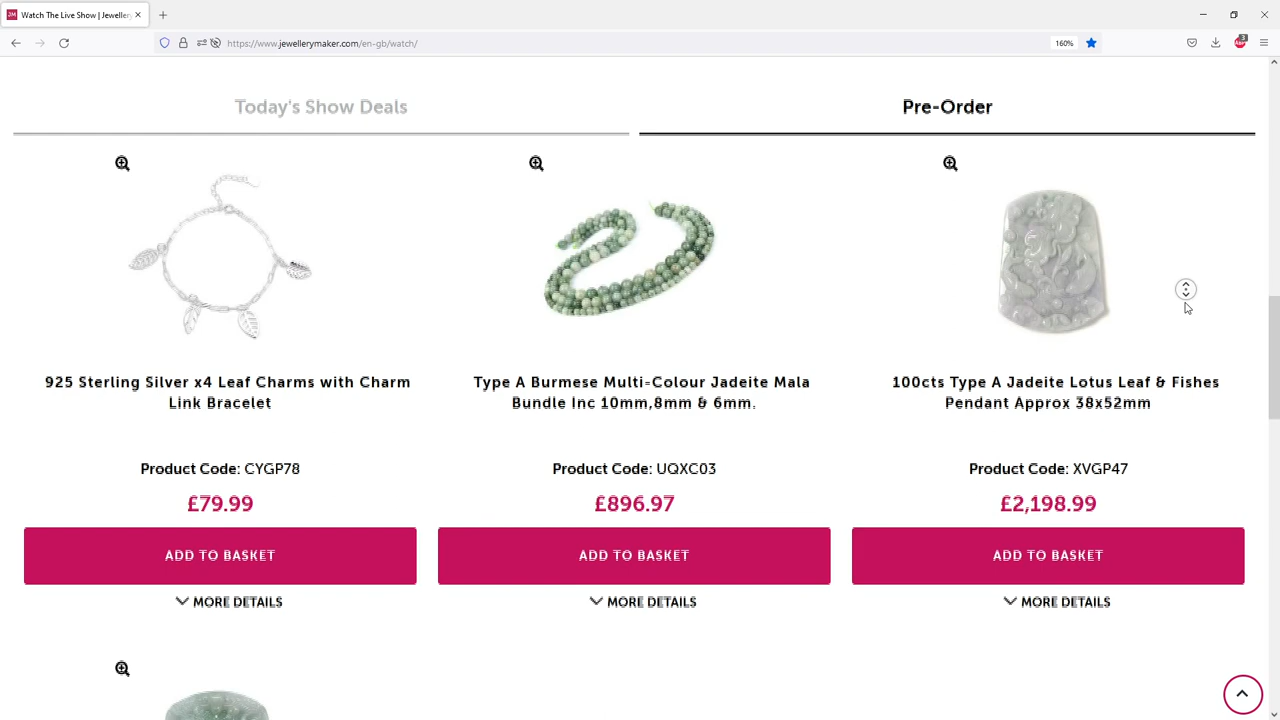 JM Watch The Live Show | Jeweller
https://www.jewellerymaker.com/en-gb/watch/
160%
3
Today's Show Deals
Pre-Order
925 Sterling Silver x4 Leaf Charms with Charm
Link Bracelet
Product Code: CYGP78
£79.99
ADD TO BASKET
MORE DETAILS
Type A Burmese Multi-Colour Jadeite Mala
Bundle Inc 10mm,8mm & 6mm.
Product Code: UQXC03
£896.97
ADD TO BASKET
MORE DETAILS
100cts Type A Jadeite Lotus Leaf & Fishes
Pendant Approx 38x52mm
Product Code: XVGP47
£2,198.99
ADD TO BASKET
MORE DETAILS